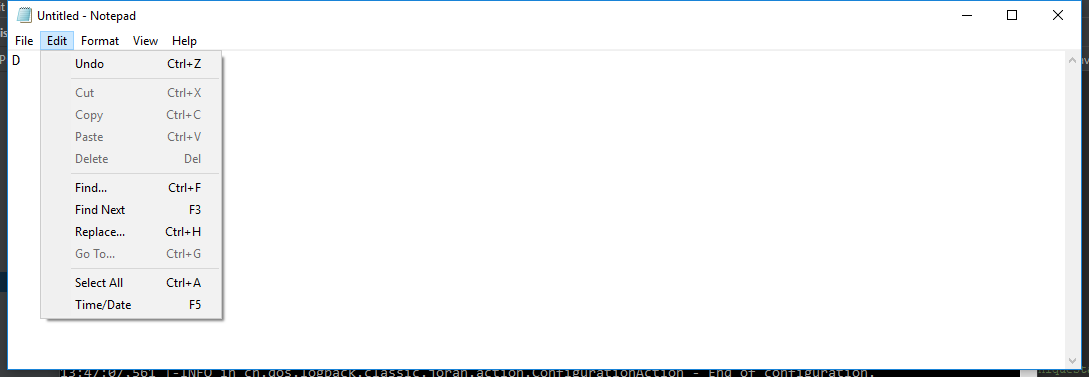 Untitled - Notepad
File Edit Format View Help
D
Undo Ctrl+Z
Cut Ctrl+X
Copy Ctrl+C
Paste Ctrl+V
Delete Del
Find... Ctrl+F
Find Next F3
Replace... Ctrl+H
Go To... Ctrl+G
Select All Ctrl+A
Time/Date F5
13:47:07,561 |-INFO in ch.qos.logback.classic.joran.action.ConfigurationAction - End of configuration.